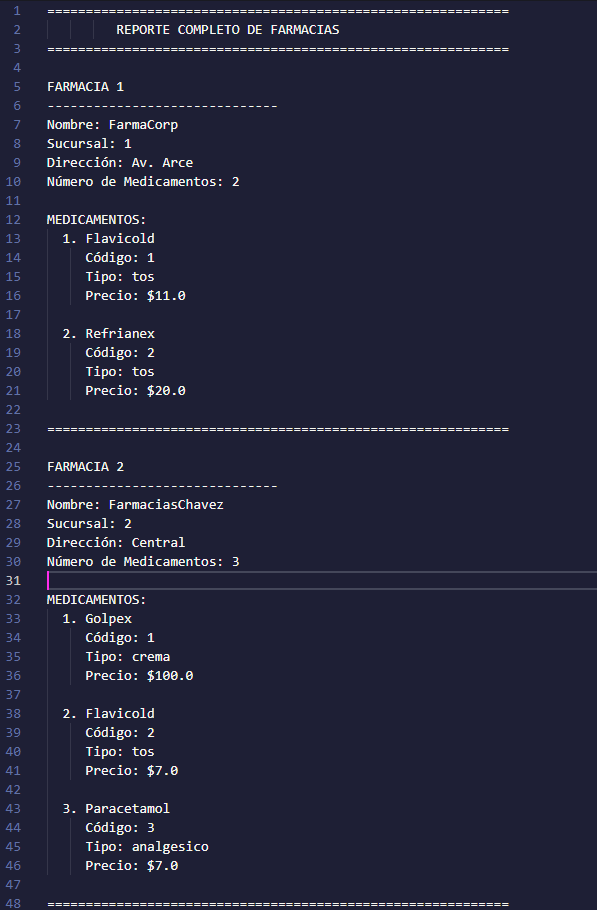 1 ============================================================
2 REPORTE COMPLETO DE FARMACIAS
3 ============================================================
4
5 FARMACIA 1
6 ------------------------------
7 Nombre: FarmaCorp
8 Sucursal: 1
9 Dirección: Av. Arce
10 Número de Medicamentos: 2
11
12 MEDICAMENTOS:
13 1. Flavicold
14 Código: 1
15 Tipo: tos
16 Precio: $11.0
17
18 2. Refrianex
19 Código: 2
20 Tipo: tos
21 Precio: $20.0
22
23 ============================================================
24
25 FARMACIA 2
26 ------------------------------
27 Nombre: FarmaciasChavez
28 Sucursal: 2
29 Dirección: Central
30 Número de Medicamentos: 3
31
32 MEDICAMENTOS:
33 1. Golpex
34 Código: 1
35 Tipo: crema
36 Precio: $100.0
37
38 2. Flavicold
39 Código: 2
40 Tipo: tos
41 Precio: $7.0
42
43 3. Paracetamol
44 Código: 3
45 Tipo: analgesico
46 Precio: $7.0
47
48 ============================================================